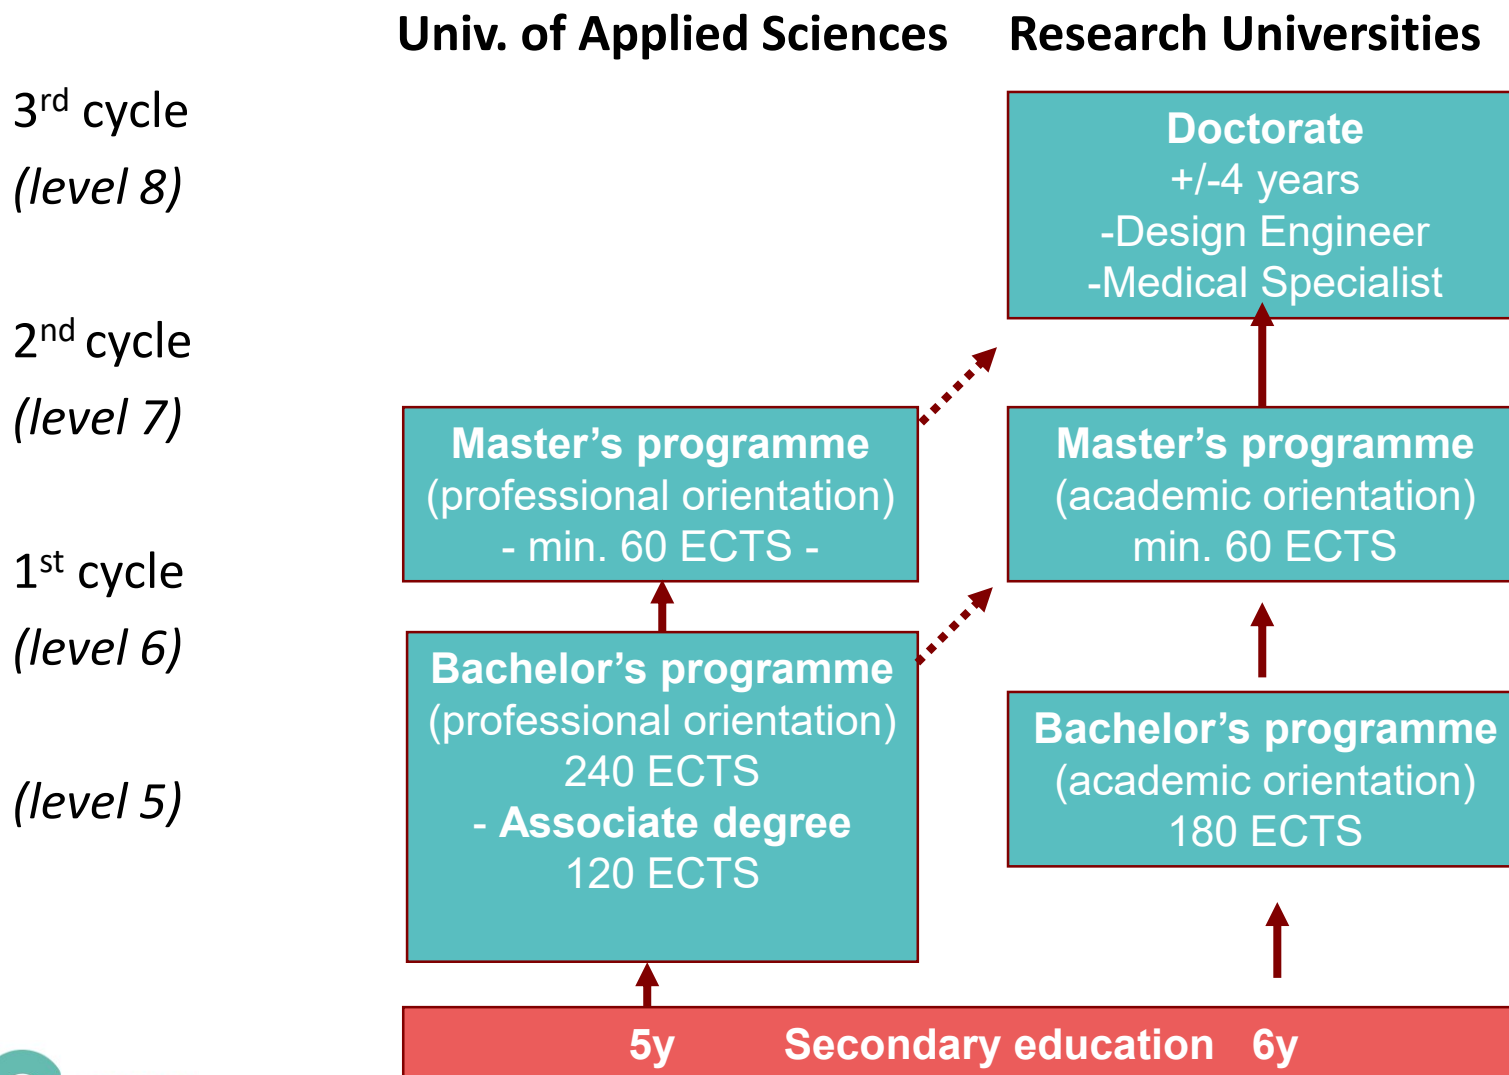 Univ. of Applied Sciences
Research Universities
3rd cycle
(level 8)
Doctorate
+/-4 years
-Design Engineer
-Medical Specialist
2nd cycle
(level 7)
Master's programme
(professional orientation)
- min. 60 ECTS -
Master's programme
(academic orientation)
min. 60 ECTS
1st cycle
(level 6)
(level 5)
Bachelor's programme
(professional orientation)
240 ECTS
- Associate degree
120 ECTS
Bachelor's programme
(academic orientation)
180 ECTS
5y Secondary education 6y